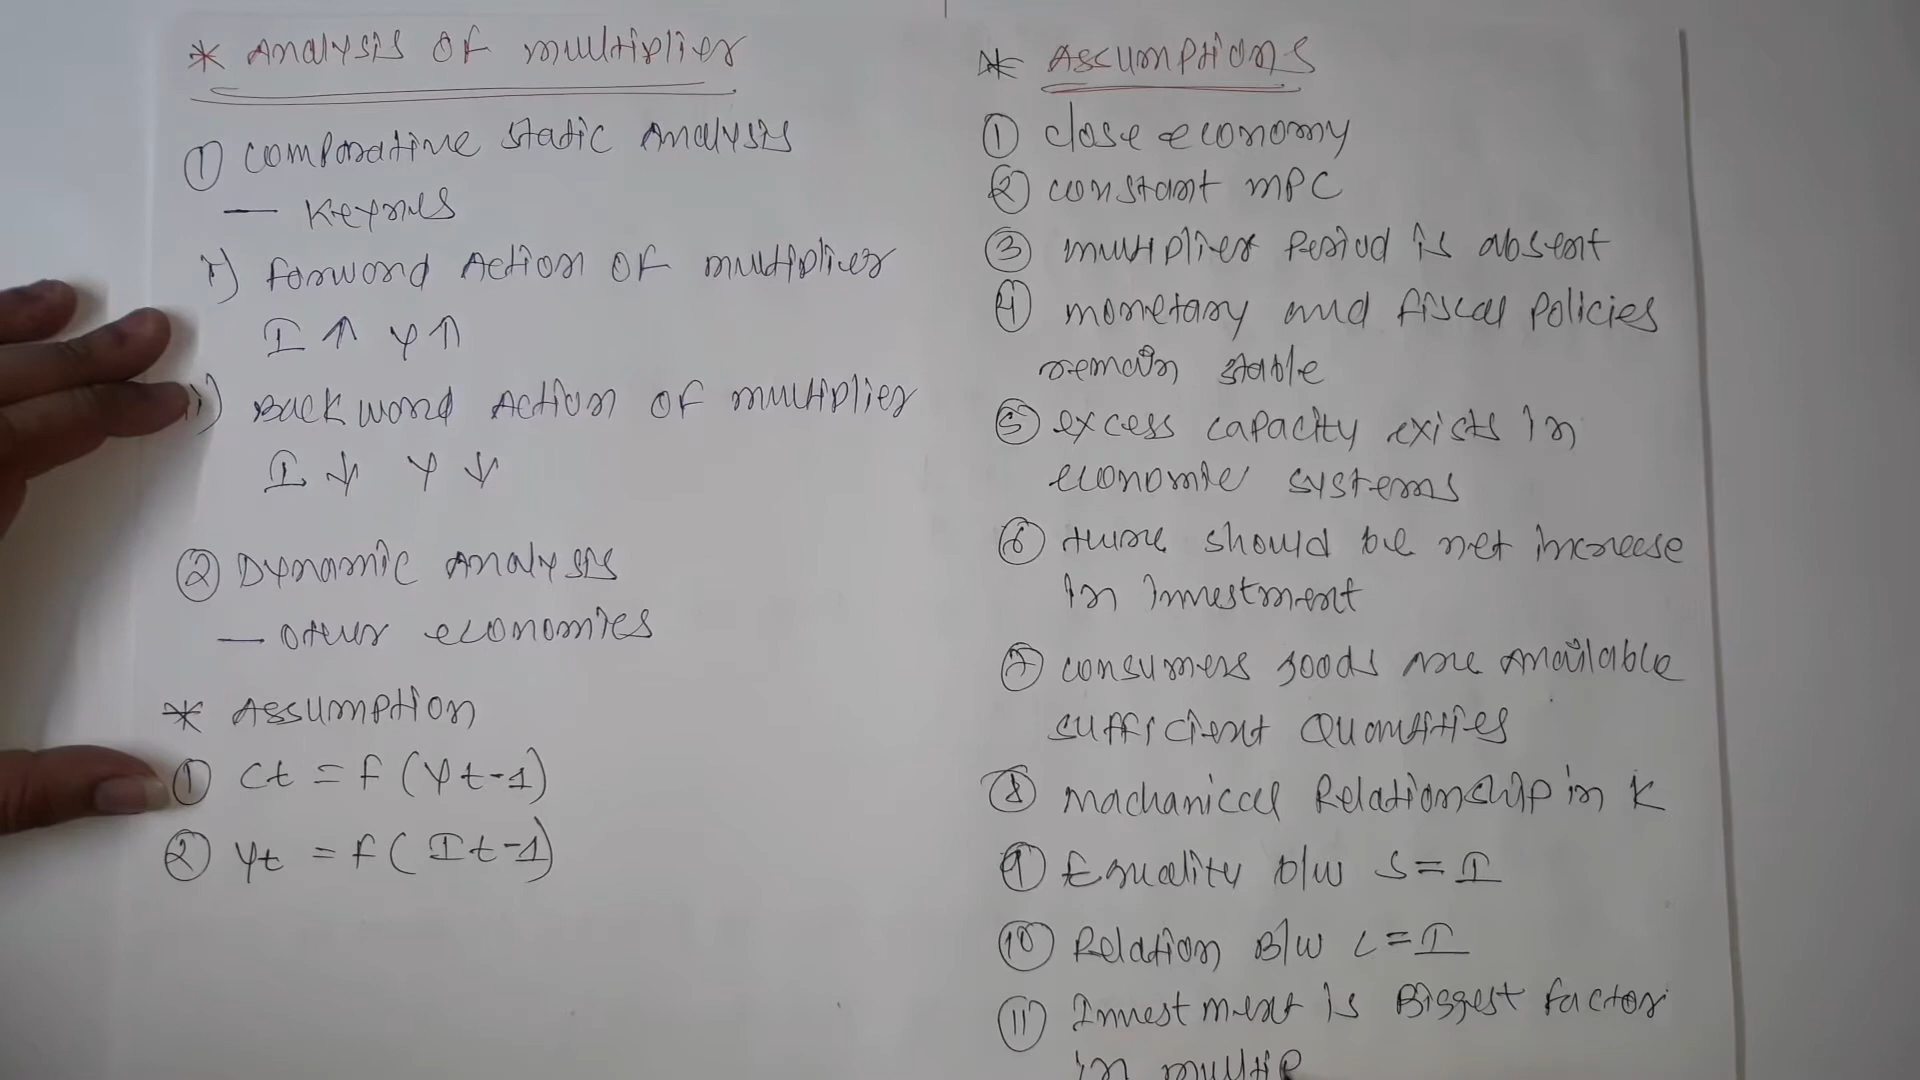 * Analysis of multiplier
① comparative static Analysis
— Keynes
i) forward Action of multiplier
I ↑ Y ↑
ii) Backword Action of multiplier
I ↓ Y ↓
② Dynamic Analysis
— other economies
* Assumption
① Ct = f (Yt-1)
② Yt = f ( It-1)
* Assumptions
① close economy
② constant mpc
③ multiplier Period is absent
④ monetary and fiscal policies
remain stable
⑤ excess capacity exists in
economic systems
⑥ there should be net increese
in investment
⑦ consumers goods are available
sufficient Quantities
⑧ machanical Relationship in K
⑨ Equality b/w S = I
⑩ Relation B/w C = I
⑪ Investment is Biggest factor
in multip